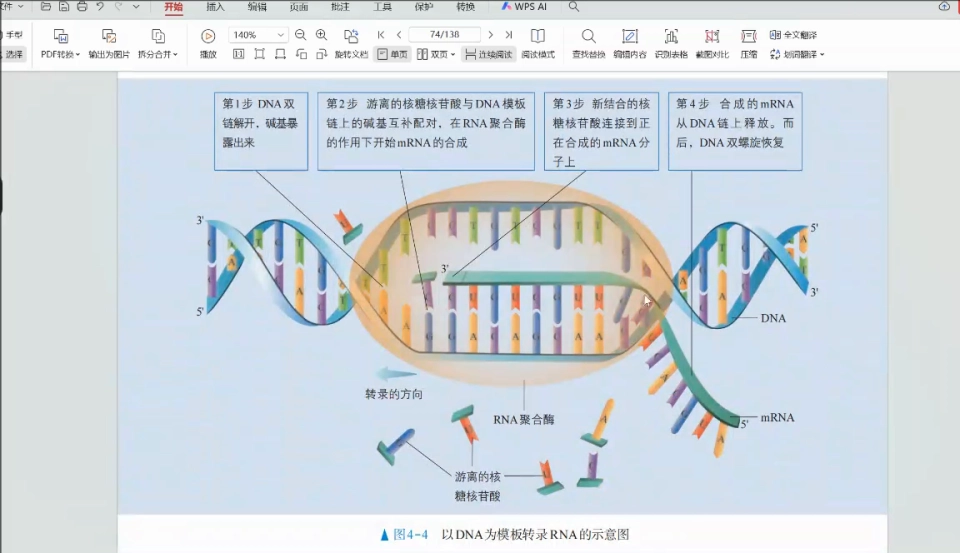 文件 开始 插入 编辑 页面 批注 工具 保护 转换 WPS AI
手型
选择
PDF转换 输出为图片 拆分合并 播放 140% 74/138 旋转文档 单页 双页 连续阅读 阅读模式 查找替换 编辑内容 识别表格 截图对比 压缩 全文翻译 划词翻译
第1步 DNA双
链解开,碱基暴
露出来
第2步 游离的核糖核苷酸与DNA模板
链上的碱基互补配对,在RNA聚合酶
的作用下开始mRNA的合成
第3步 新结合的核
糖核苷酸连接到正
在合成的mRNA分
子上
第4步 合成的mRNA
从DNA链上释放。而
后,DNA双螺旋恢复
3'
5'
3'
5'
3'
DNA
转录的方向
RNA聚合酶
mRNA
5'
游离的核
糖核苷酸
图4-4 以DNA为模板转录RNA的示意图